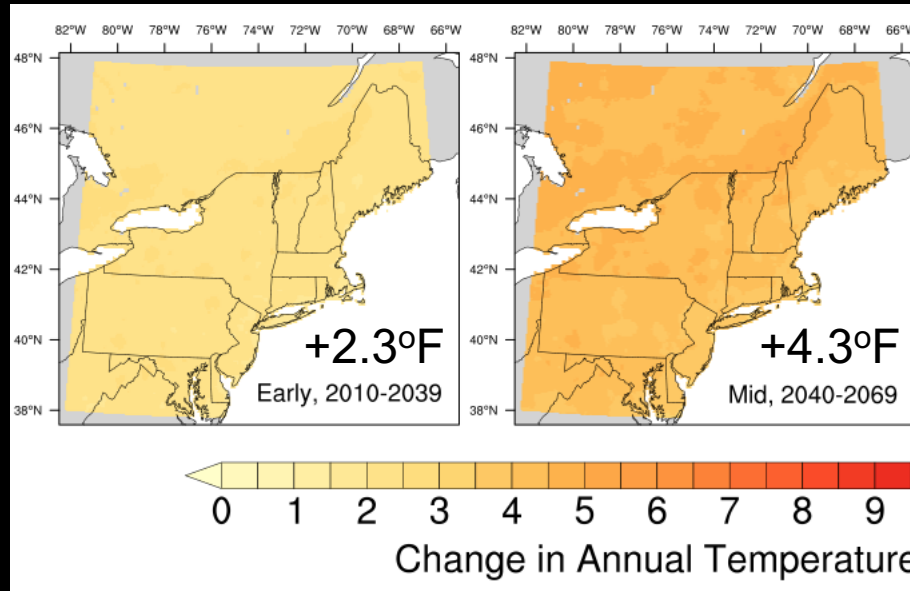 82°W 80°W 78°W 76°W 74°W 72°W 70°W 68°W 66°W
82°W 80°W 78°W 76°W 74°W 72°W 70°W 68°W 66°W
48°N
46°N
44°N
42°N
40°N
38°N
+2.3°F
Early, 2010-2039
48°N
46°N
44°N
42°N
40°N
38°N
+4.3°F
Mid, 2040-2069
0 1 2 3 4 5 6 7 8 9
Change in Annual Temperature